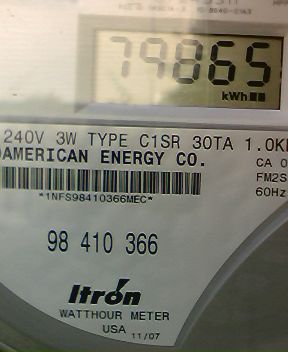 79865
kWh
240V 3W TYPE C1SR 30TA 1.0K
AMERICAN ENERGY CO.
CA 0
FM2S
60Hz
*1NFS98410366MEC*
98 410 366
Itron
WATTHOUR METER
USA 11/07